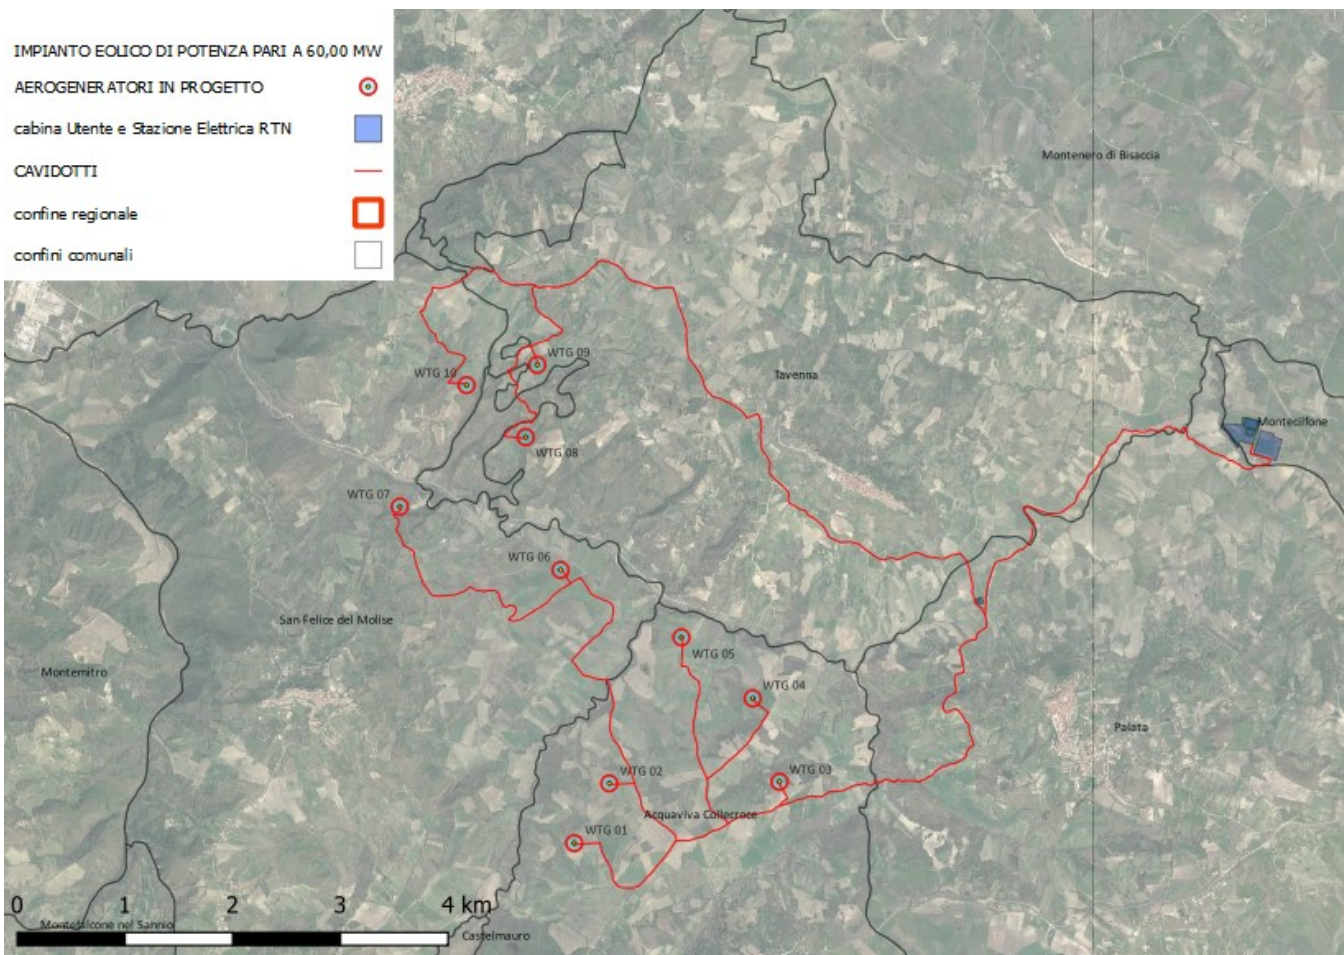 IMPIANTO EOLICO DI POTENZA PARI A 60,00 MW
AEROGENERATORI IN PROGETTO
cabina Utente e Stazione Elettrica RTN
CAVIDOTTI
confine regionale
confini comunali
Montenero di Bisaccia
WTG 09
WTG 10
Tavenna
Montecilfone
WTG 08
WTG 07
WTG 06
San Felice del Molise
WTG 05
Montemitro
WTG 04
Palata
WTG 02
WTG 03
Acquaviva Collecroce
WTG 01
0 1 2 3 4 km
Montefalcone nel Sannio
Castelmauro